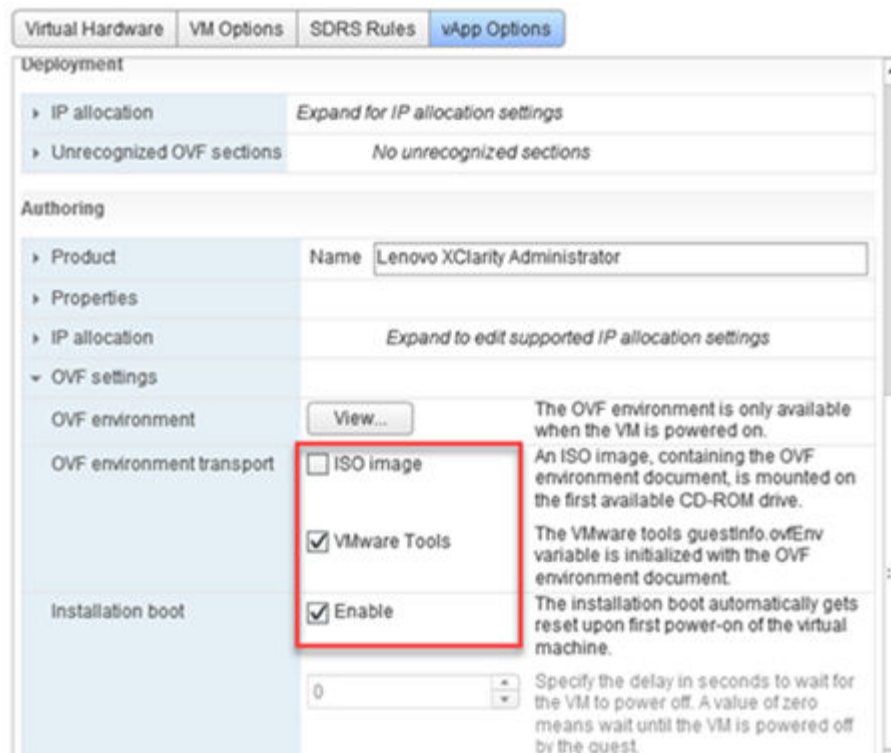 Virtual Hardware VM Options SDRS Rules vApp Options
Deployment
IP allocation Expand for IP allocation settings
Unrecognized OVF sections No unrecognized sections
Authoring
Product Name Lenovo XClarity Administrator
Properties
IP allocation Expand to edit supported IP allocation settings
OVF settings
OVF environment View... The OVF environment is only available
when the VM is powered on.
OVF environment transport ISO image An ISO image, containing the OVF
environment document, is mounted on
the first available CD-ROM drive.
VMware Tools The VMware tools guestInfo.ovfEnv
variable is initialized with the OVF
environment document.
Installation boot Enable The installation boot automatically gets
reset upon first power-on of the virtual
machine.
0 Specify the delay in seconds to wait for
the VM to power off. A value of zero
means wait until the VM is powered off
by the guest.